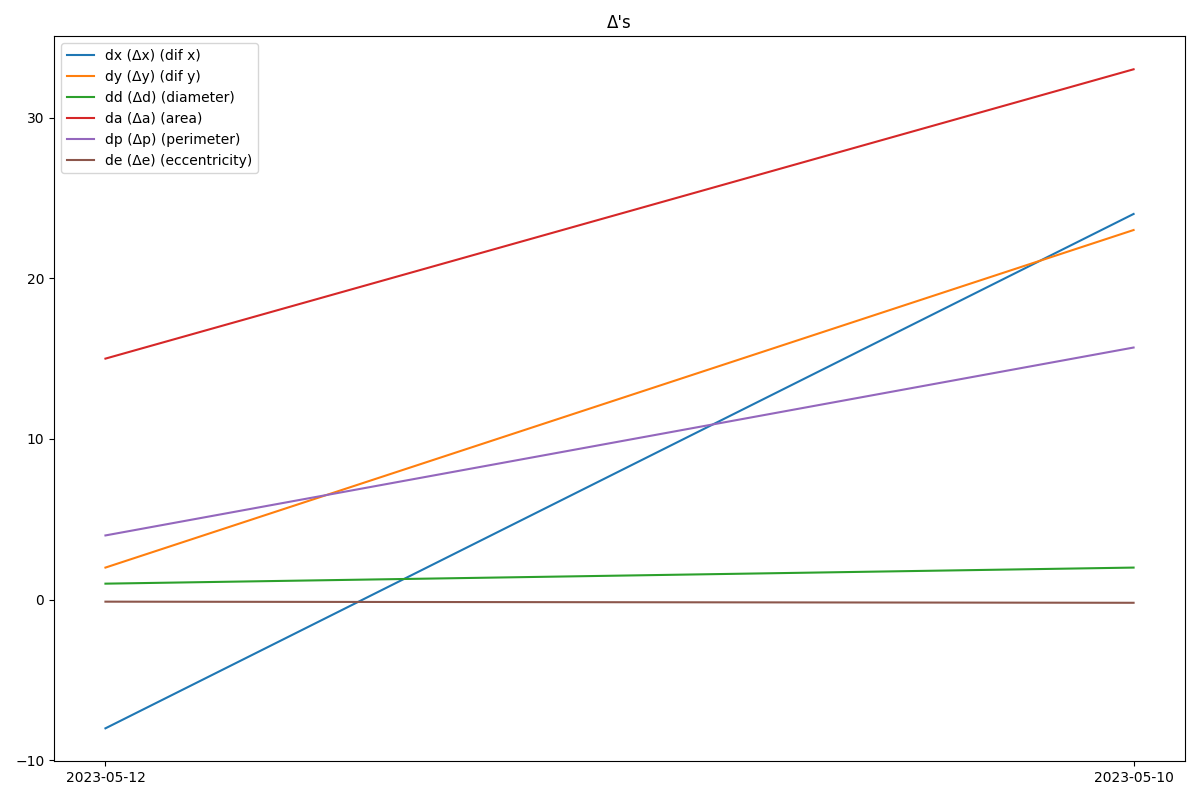 Δ's
dx (Δx) (dif x)
dy (Δy) (dif y)
dd (Δd) (diameter)
da (Δa) (area)
dp (Δp) (perimeter)
de (Δe) (eccentricity)
30
20
10
0
−10
2023-05-12 2023-05-10